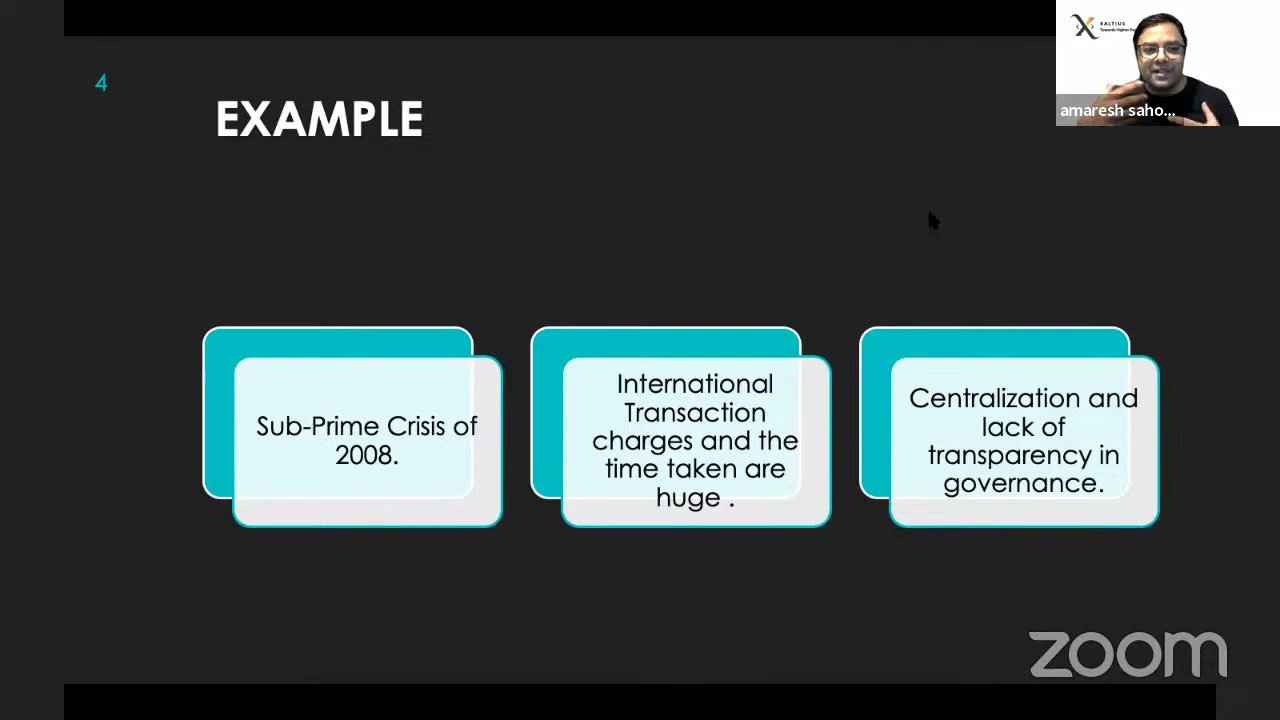 4
EXAMPLE
XALTIUS
amaresh saho...
Sub-Prime Crisis of
2008.
International
Transaction
charges and the
time taken are
huge .
Centralization and
lack of
transparency in
governance.
zoom